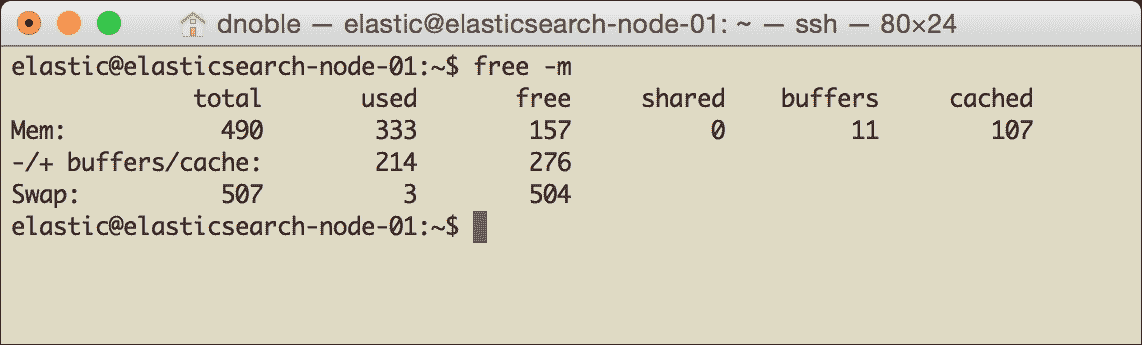 dnoble — elastic@elasticsearch-node-01: ~ — ssh — 80×24
elastic@elasticsearch-node-01:~$ free -m
             total       used       free     shared    buffers     cached
Mem:           490        333        157          0         11        107
-/+ buffers/cache:        214        276
Swap:          507          3        504
elastic@elasticsearch-node-01:~$